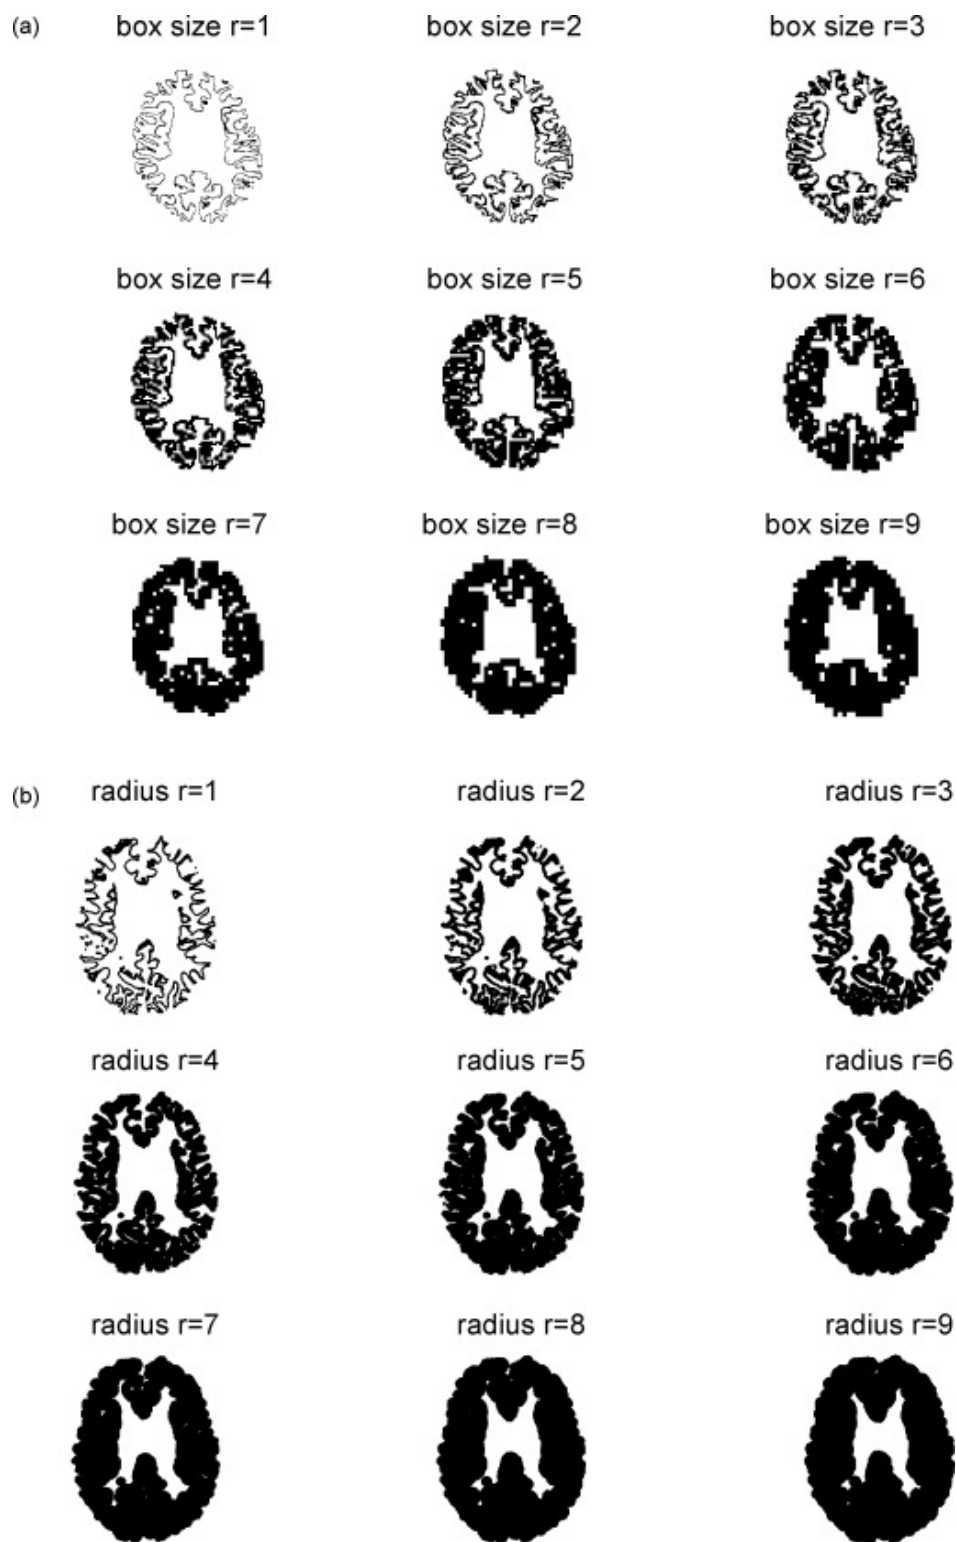 (a) box size r=1 box size r=2 box size r=3
box size r=4 box size r=5 box size r=6
box size r=7 box size r=8 box size r=9
(b) radius r=1 radius r=2 radius r=3
radius r=4 radius r=5 radius r=6
radius r=7 radius r=8 radius r=9